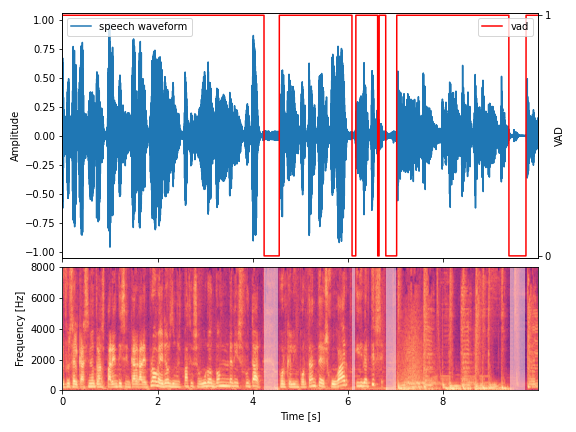 speech waveform
vad
1.00
0.75
0.50
0.25
0.00
−0.25
−0.50
−0.75
−1.00
Amplitude
1
0
VAD
8000
6000
4000
2000
0
Frequency [Hz]
0 2 4 6 8
Time [s]